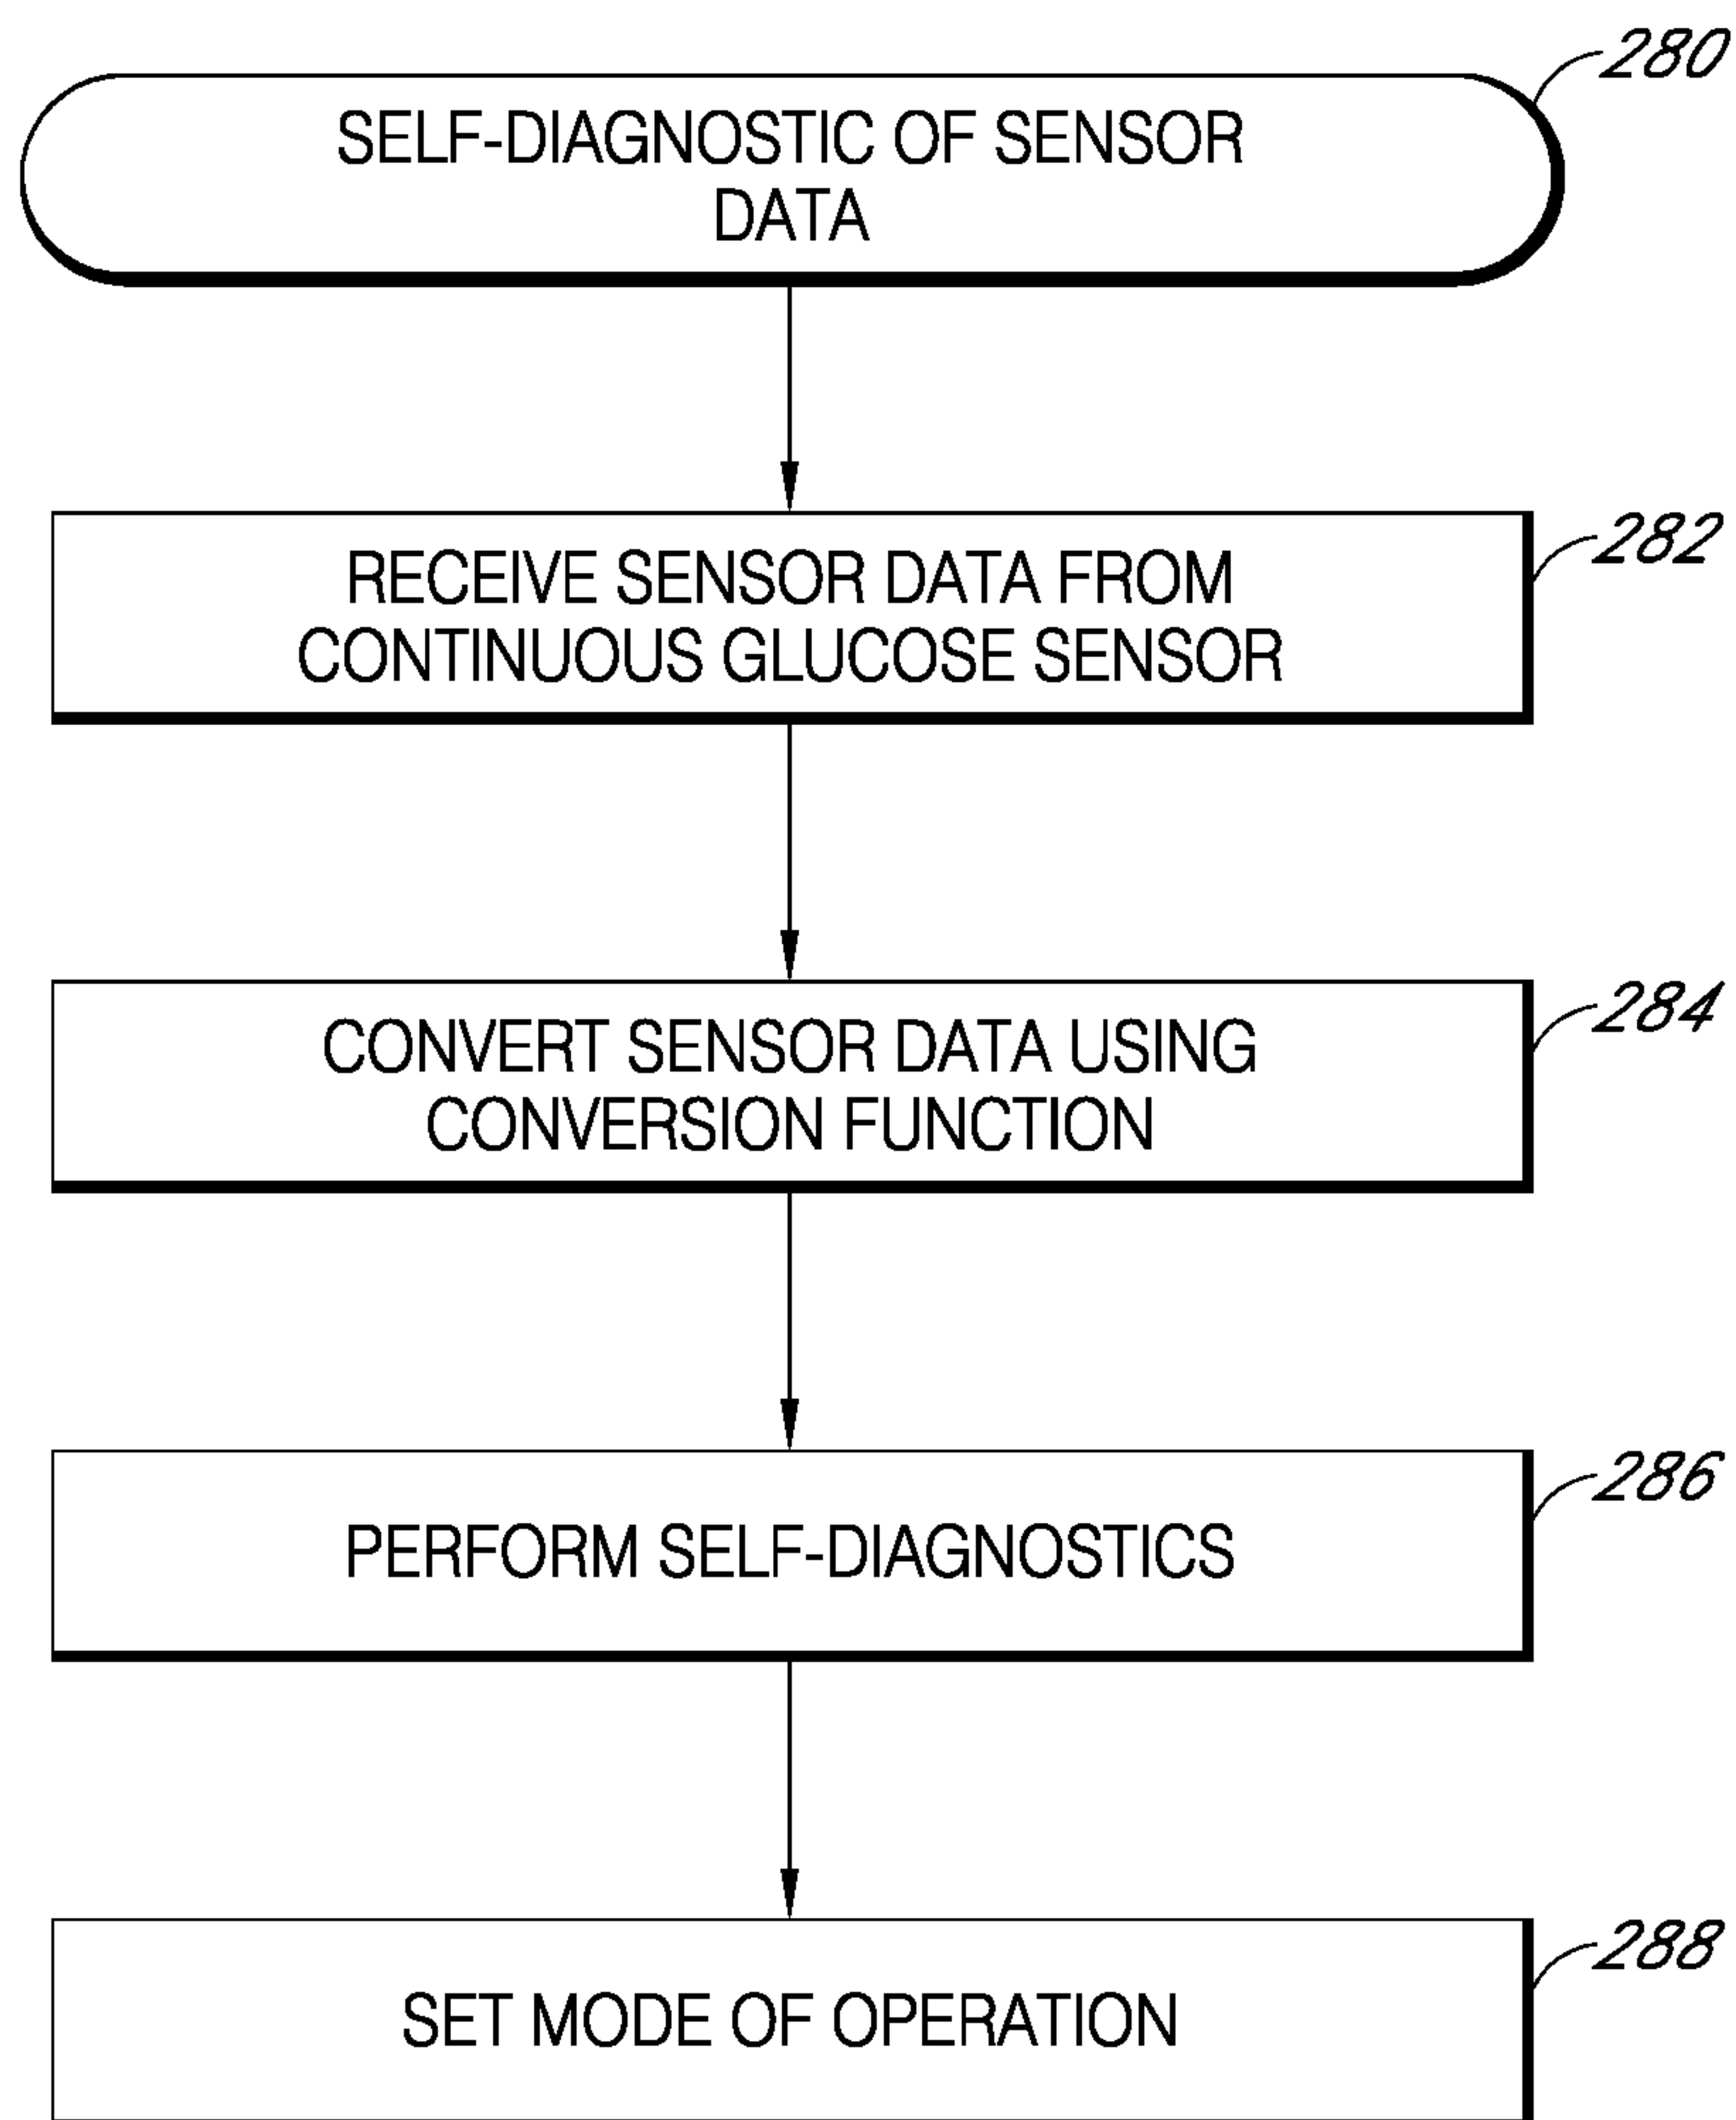 280
SELF-DIAGNOSTIC OF SENSOR
DATA
282
RECEIVE SENSOR DATA FROM
CONTINUOUS GLUCOSE SENSOR
284
CONVERT SENSOR DATA USING
CONVERSION FUNCTION
286
PERFORM SELF-DIAGNOSTICS
288
SET MODE OF OPERATION